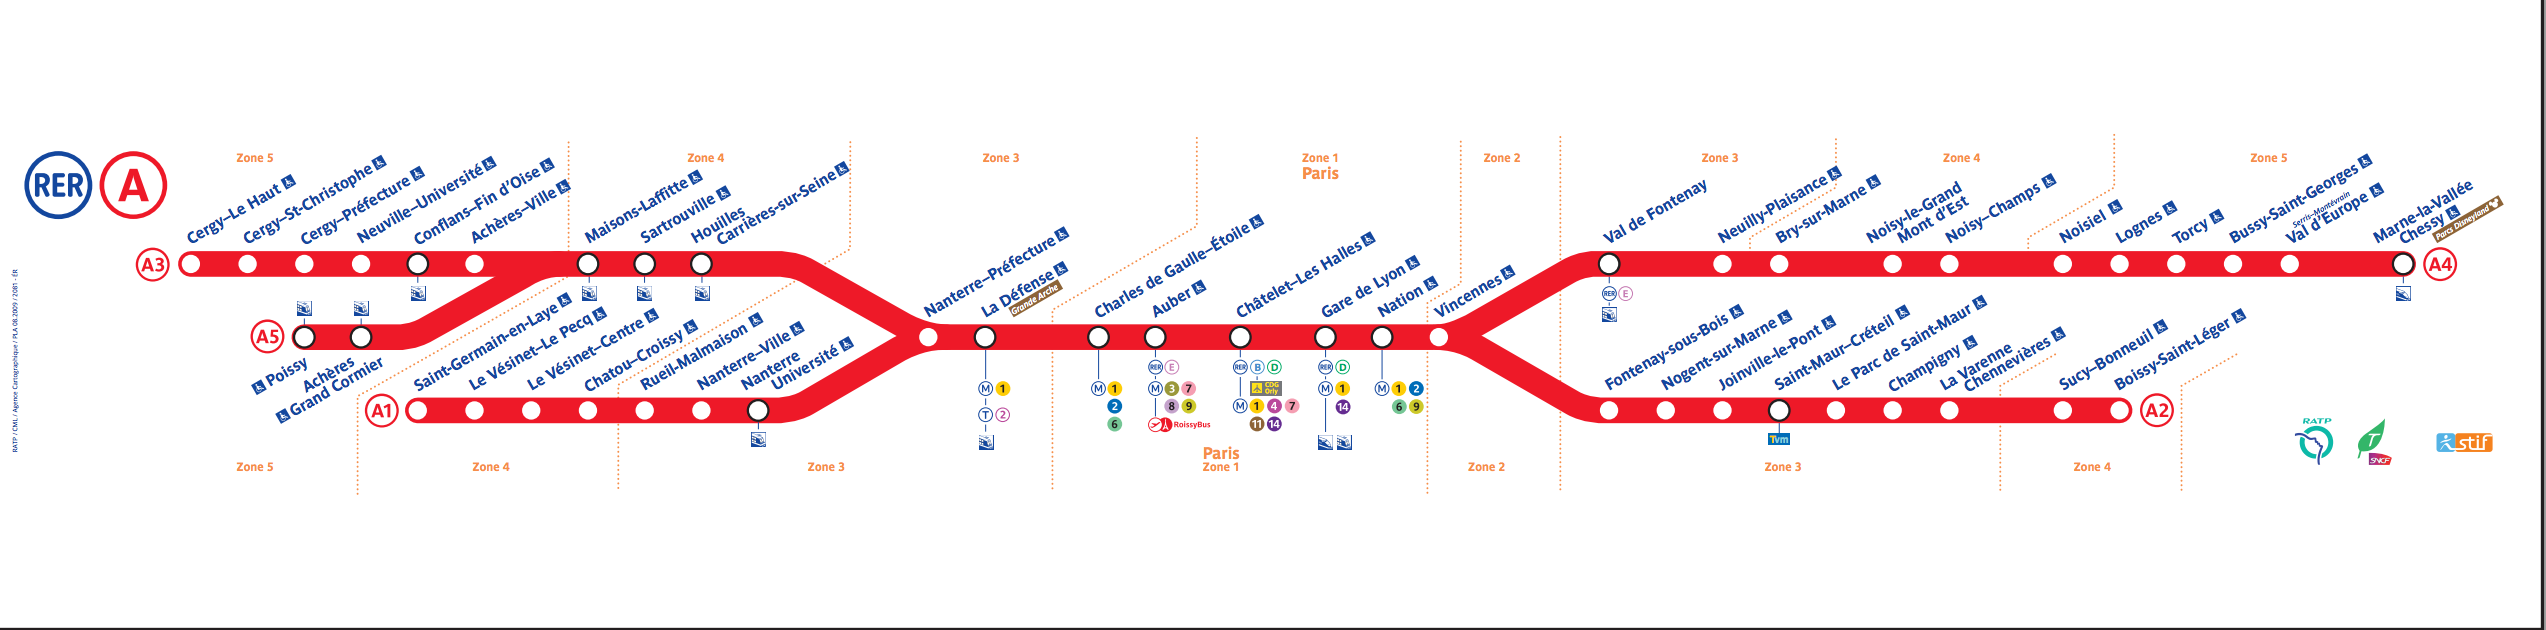 RER A
Zone 5
Zone 4
Zone 3
Zone 1
Paris
Zone 2
Zone 3
Zone 4
Zone 5
A3
Cergy–Le Haut
Cergy–St-Christophe
Cergy–Préfecture
Neuville–Université
Conflans–Fin d'Oise
Achères–Ville
Maisons-Laffitte
Sartrouville
Houilles
Carrières-sur-Seine
A5
Poissy
Achères
Grand Cormier
A1
Saint-Germain-en-Laye
Le Vésinet–Le Pecq
Le Vésinet–Centre
Chatou–Croissy
Rueil-Malmaison
Nanterre–Ville
Nanterre
Université
Nanterre–Préfecture
La Défense
Grande Arche
M 1
T 2
Charles de Gaulle–Étoile
M 1
2
6
Auber
RER E
M 3 7
8 9
RoissyBus
Châtelet–Les Halles
RER B D
CDG
Orly
M 1 4 7
11 14
Gare de Lyon
RER D
M 1
14
Nation
M 1 2
6 9
Vincennes
Val de Fontenay
RER E
Neuilly-Plaisance
Bry-sur-Marne
Noisy-le-Grand
Mont d'Est
Noisy–Champs
Noisiel
Lognes
Torcy
Bussy-Saint-Georges
Serris-Montévrain
Val d'Europe
Marne-la-Vallée
Chessy
Parcs Disneyland
A4
Fontenay-sous-Bois
Nogent-sur-Marne
Joinville-le-Pont
Saint-Maur–Créteil
Tvm
Le Parc de Saint-Maur
Champigny
La Varenne
Chennevières
Sucy–Bonneuil
Boissy-Saint-Léger
A2
Zone 5
Zone 4
Zone 3
Paris
Zone 1
Zone 2
Zone 3
Zone 4
RATP
T
SNCF
stif
RATP / CML / Agence Cartographique / PLA 08.2009 / 2081 - ÉR